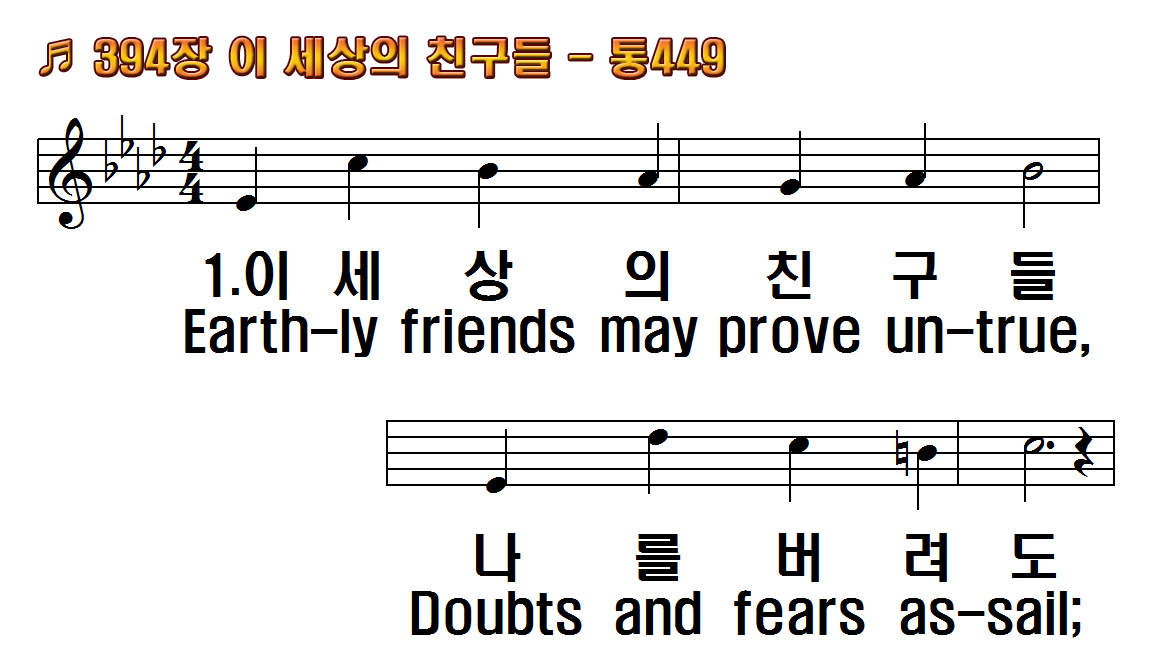 394장 이 세상의 친구들 - 통449
1.이 세 상 의 친 구 들
Earth-ly friends may prove un-true,
나 를 버 려 도
Doubts and fears as-sail;